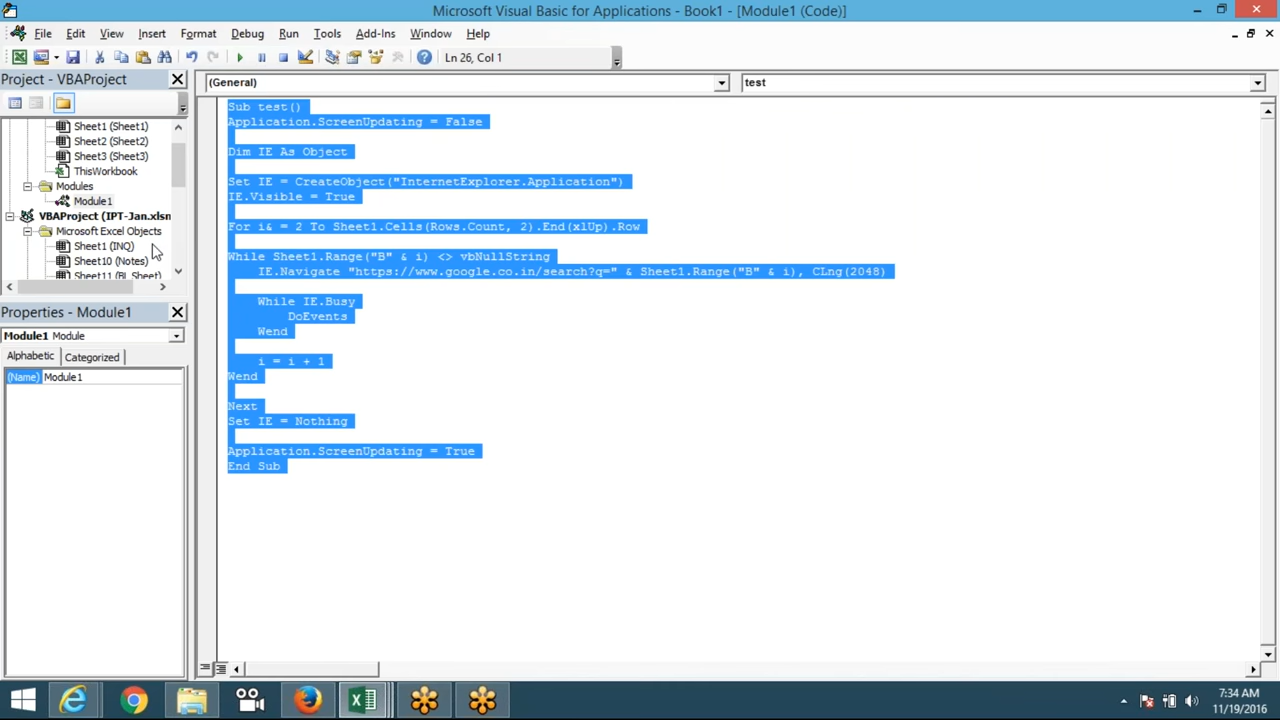 Microsoft Visual Basic for Applications - Book1 - [Module1 (Code)]
File Edit View Insert Format Debug Run Tools Add-Ins Window Help
Ln 26, Col 1
Project - VBAProject
(General)
test
Sheet1 (Sheet1)
Sheet2 (Sheet2)
Sheet3 (Sheet3)
ThisWorkbook
Modules
Module1
VBAProject (IPT-Jan.xlsn
Microsoft Excel Objects
Sheet1 (INQ)
Sheet10 (Notes)
Sheet11 (BL Sheet)
Properties - Module1
Module1 Module
Alphabetic Categorized
(Name) Module1
Sub test()
Application.ScreenUpdating = False
Dim IE As Object
Set IE = CreateObject("InternetExplorer.Application")
IE.Visible = True
For i& = 2 To Sheet1.Cells(Rows.Count, 2).End(xlUp).Row
While Sheet1.Range("B" & i) <> vbNullString
IE.Navigate "https://www.google.co.in/search?q=" & Sheet1.Range("B" & i), CLng(2048)
While IE.Busy
DoEvents
Wend
i = i + 1
Wend
Next
Set IE = Nothing
Application.ScreenUpdating = True
End Sub
7:34 AM
11/19/2016